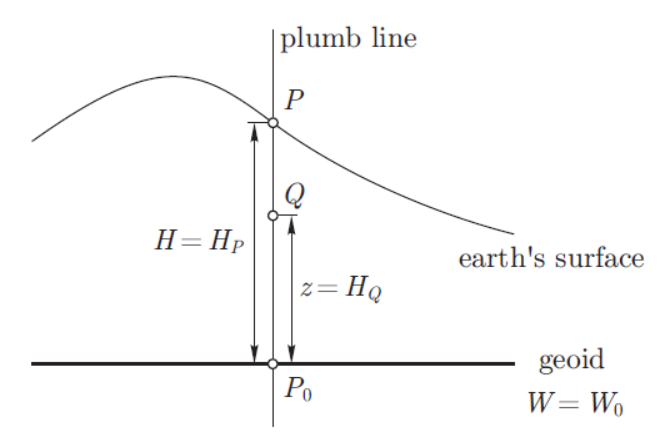 plumb line
P
Q
H = H_P
z = H_Q
earth's surface
geoid
P_0
W = W_0